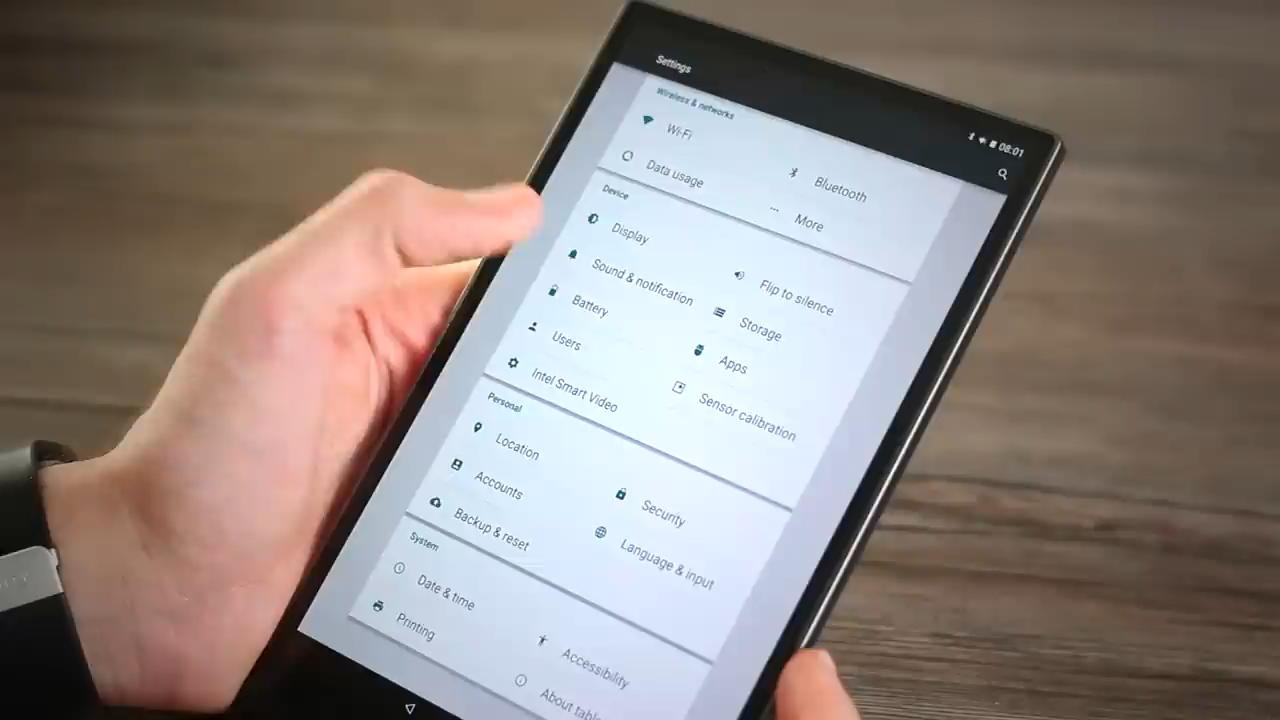 Settings
08:01
Wireless & networks
Wi-Fi
Bluetooth
Data usage
More
Device
Display
Flip to silence
Sound & notification
Storage
Battery
Apps
Users
Sensor calibration
Intel Smart Video
Personal
Location
Security
Accounts
Language & input
Backup & reset
System
Date & time
Accessibility
Printing
About